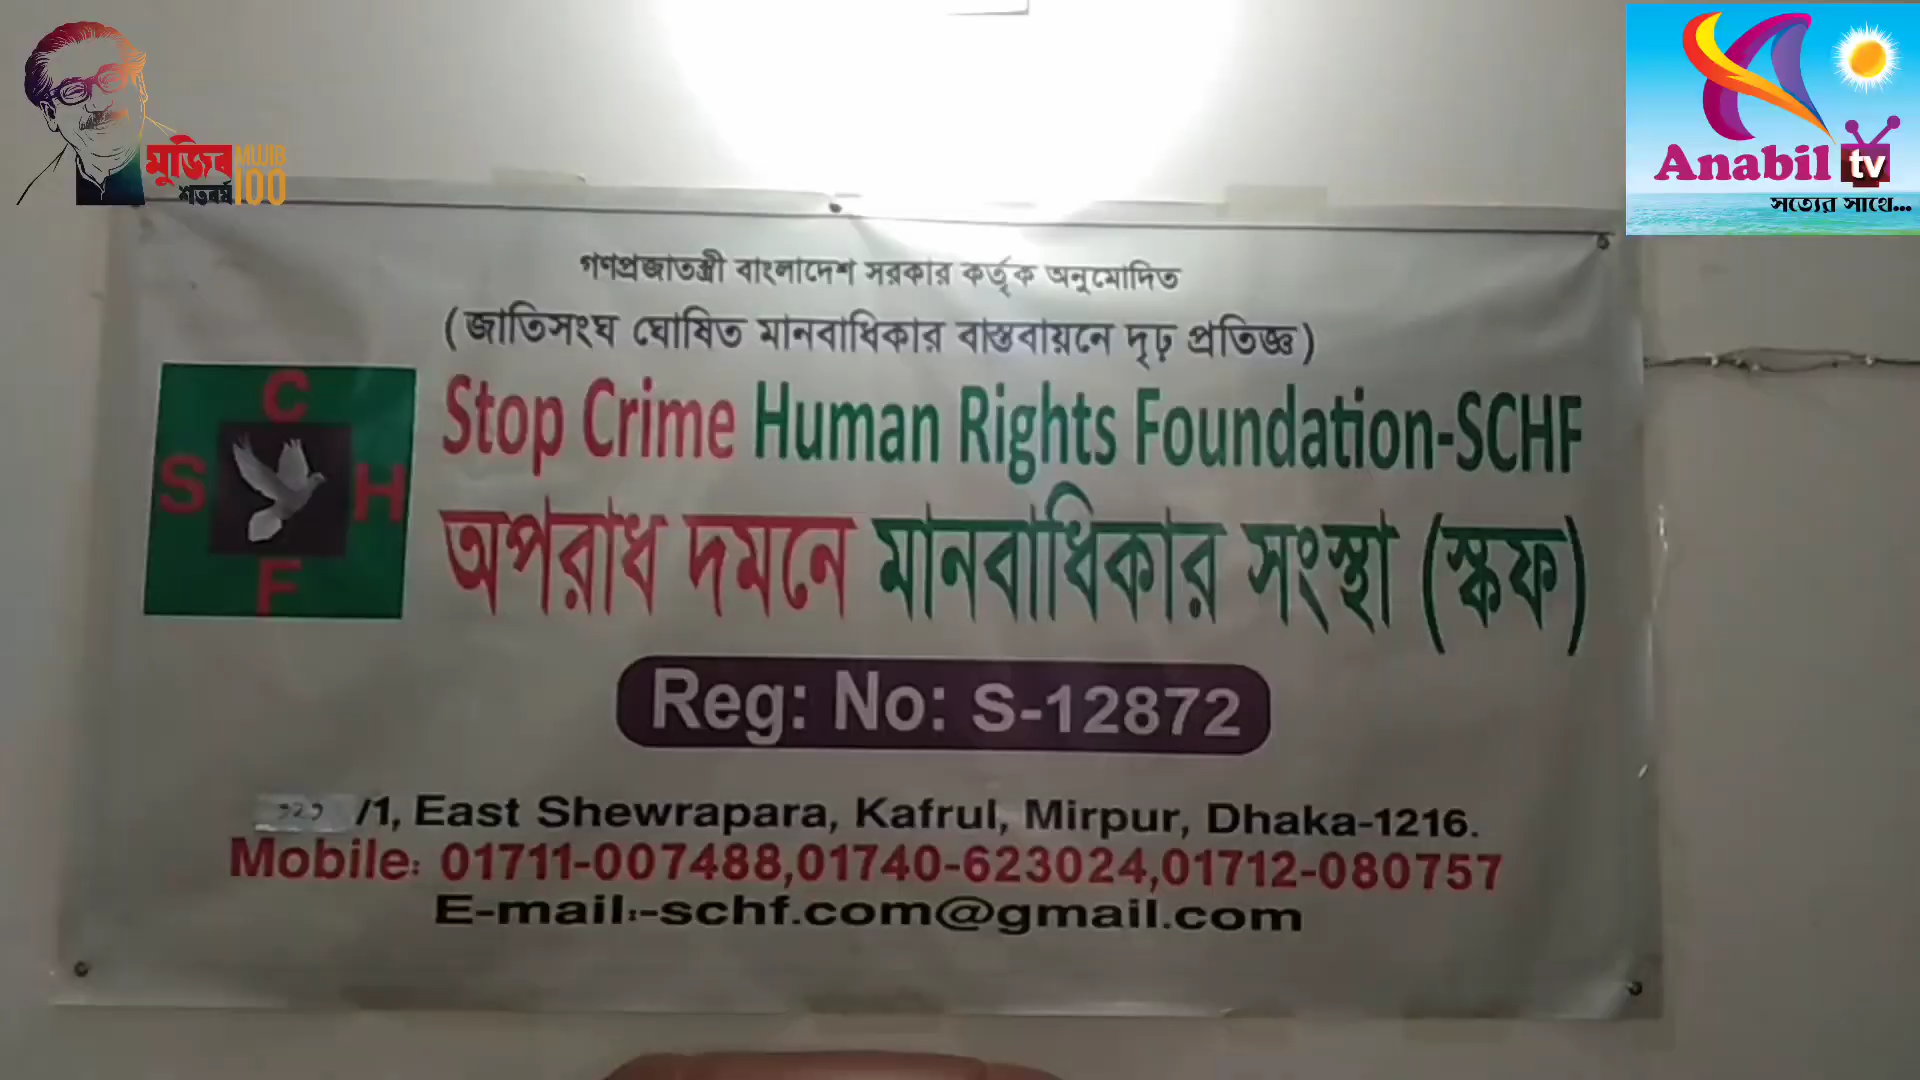 মুজিব
শতবর্ষ
MUJIB
100
Anabil tv
সত্যের সাথে...
গণপ্রজাতন্ত্রী বাংলাদেশ সরকার কর্তৃক অনুমোদিত
(জাতিসংঘ ঘোষিত মানবাধিকার বাস্তবায়নে দৃঢ় প্রতিজ্ঞ)
C
S H
F
Stop Crime Human Rights Foundation-SCHF
অপরাধ দমনে মানবাধিকার সংস্থা (স্কফ)
Reg: No: S-12872
৩২৩ /1, East Shewrapara, Kafrul, Mirpur, Dhaka-1216.
Mobile: 01711-007488,01740-623024,01712-080757
E-mail:-schf.com@gmail.com